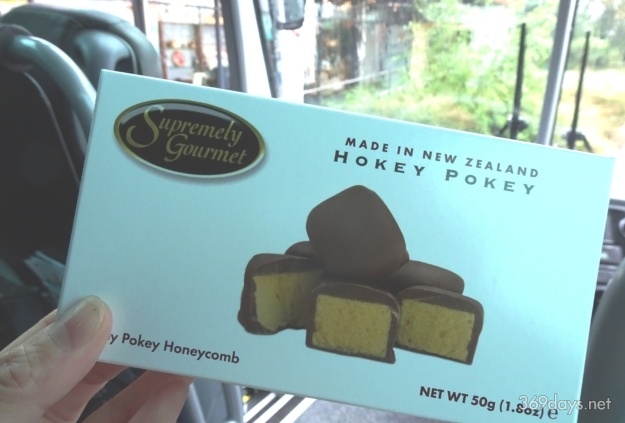 Supremely
Gourmet
MADE IN NEW ZEALAND
HOKEY POKEY
y Pokey Honeycomb
NET WT 50g (1.8oz) e
369days.net